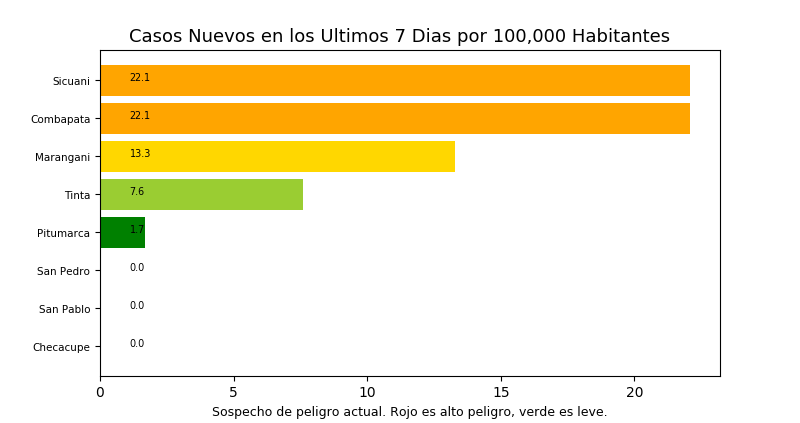 Casos Nuevos en los Ultimos 7 Dias por 100,000 Habitantes
Sicuani 22.1
Combapata 22.1
Marangani 13.3
Tinta 7.6
Pitumarca 1.7
San Pedro 0.0
San Pablo 0.0
Checacupe 0.0
0 5 10 15 20
Sospecho de peligro actual. Rojo es alto peligro, verde es leve.